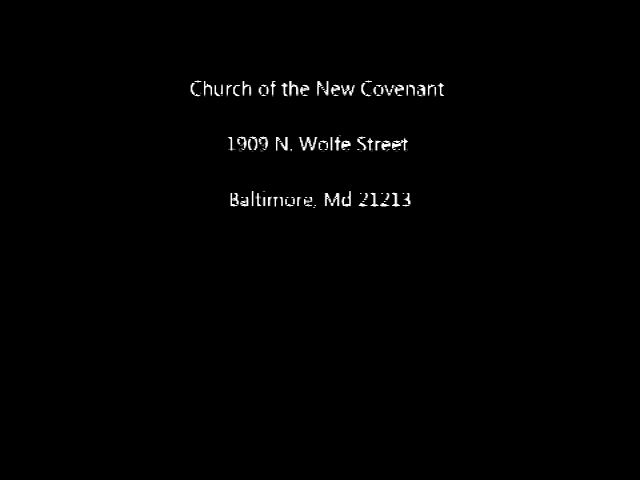 Church of the New Covenant
1909 N. Wolfe Street
Baltimore, Md 21213